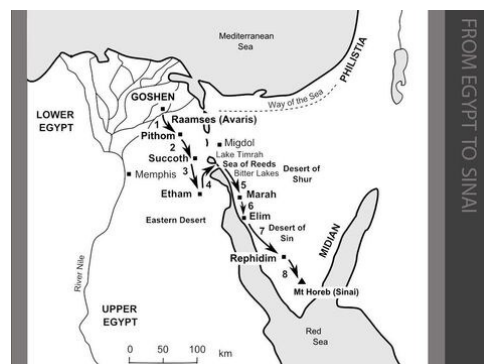 Mediterranean
Sea
PHILISTIA
Way of the Sea
GOSHEN
LOWER
EGYPT
Raamses (Avaris)
1
Pithom
2
Migdol
Lake Timrah
Succoth
Sea of Reeds
Bitter Lakes
Desert of
Shur
3
Memphis
4
5
Etham
Marah
6
Elim
Eastern Desert
7
Desert of
Sin
MIDIAN
Rephidim
8
Mt Horeb (Sinai)
River Nile
UPPER
EGYPT
Red
Sea
0 50 100
km
FROM EGYPT TO SINAI